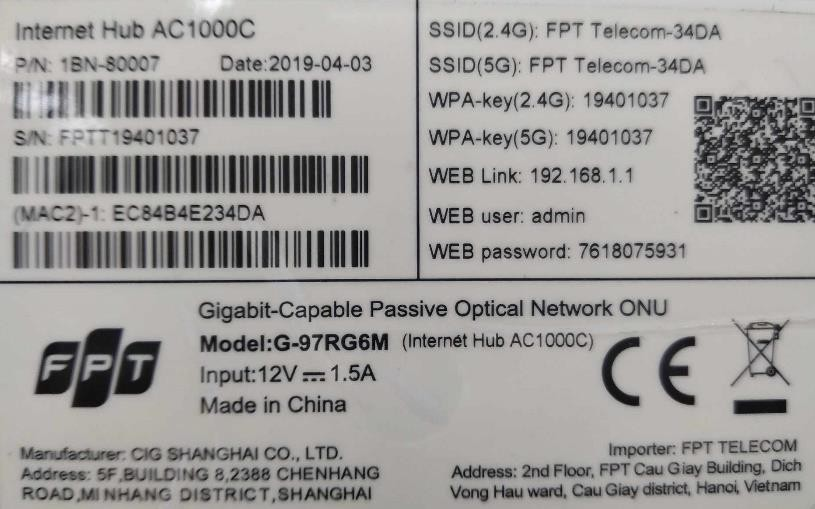 Internet Hub AC1000C
P/N: 1BN-80007 Date:2019-04-03
S/N: FPTT19401037
(MAC2)-1: EC84B4E234DA
SSID(2.4G): FPT Telecom-34DA
SSID(5G): FPT Telecom-34DA
WPA-key(2.4G): 19401037
WPA-key(5G): 19401037
WEB Link: 192.168.1.1
WEB user: admin
WEB password: 7618075931
Gigabit-Capable Passive Optical Network ONU
Model:G-97RG6M (Internet Hub AC1000C)
Input:12V⎓1.5A
Made in China
FPT
CE
Manufacturer: CIG SHANGHAI CO., LTD.
Address: 5F,BUILDING 8,2388 CHENHANG
ROAD,MINHANG DISTRICT,SHANGHAI
Importer: FPT TELECOM
Address: 2nd Floor, FPT Cau Giay Building, Dich
Vong Hau ward, Cau Giay district, Hanoi, Vietnam